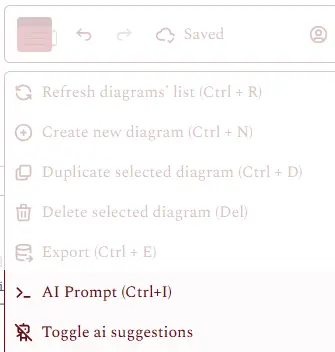 Saved
Refresh diagrams' list (Ctrl + R)
Create new diagram (Ctrl + N)
Duplicate selected diagram (Ctrl + D)
Delete selected diagram (Del)
Export (Ctrl + E)
AI Prompt (Ctrl+I)
Toggle ai suggestions